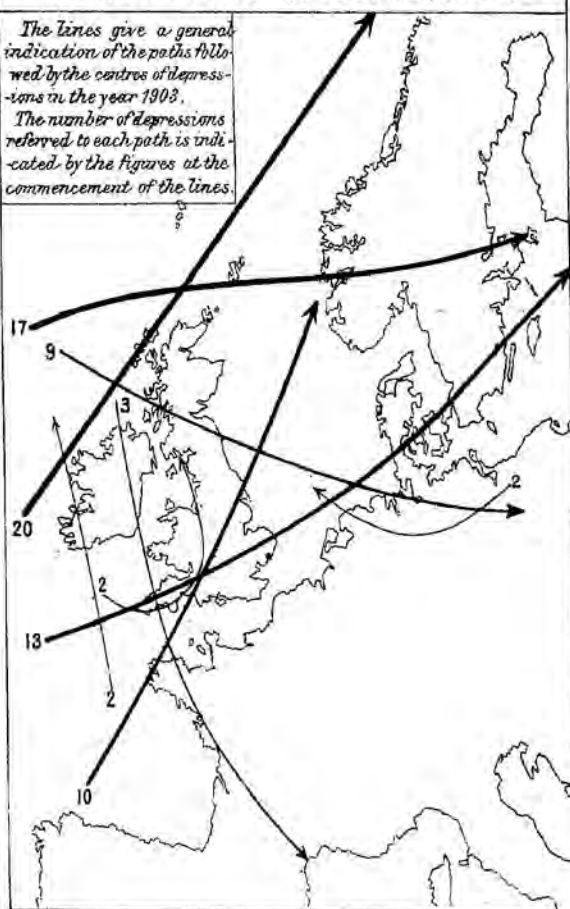 The lines give a general
indication of the paths follo-
wed by the centres of depress-
-ions in the year 1903.
The number of depressions
referred to each path is indi-
-cated by the figures at the
commencement of the lines.
17
9
3
20
2
2
13
2
10